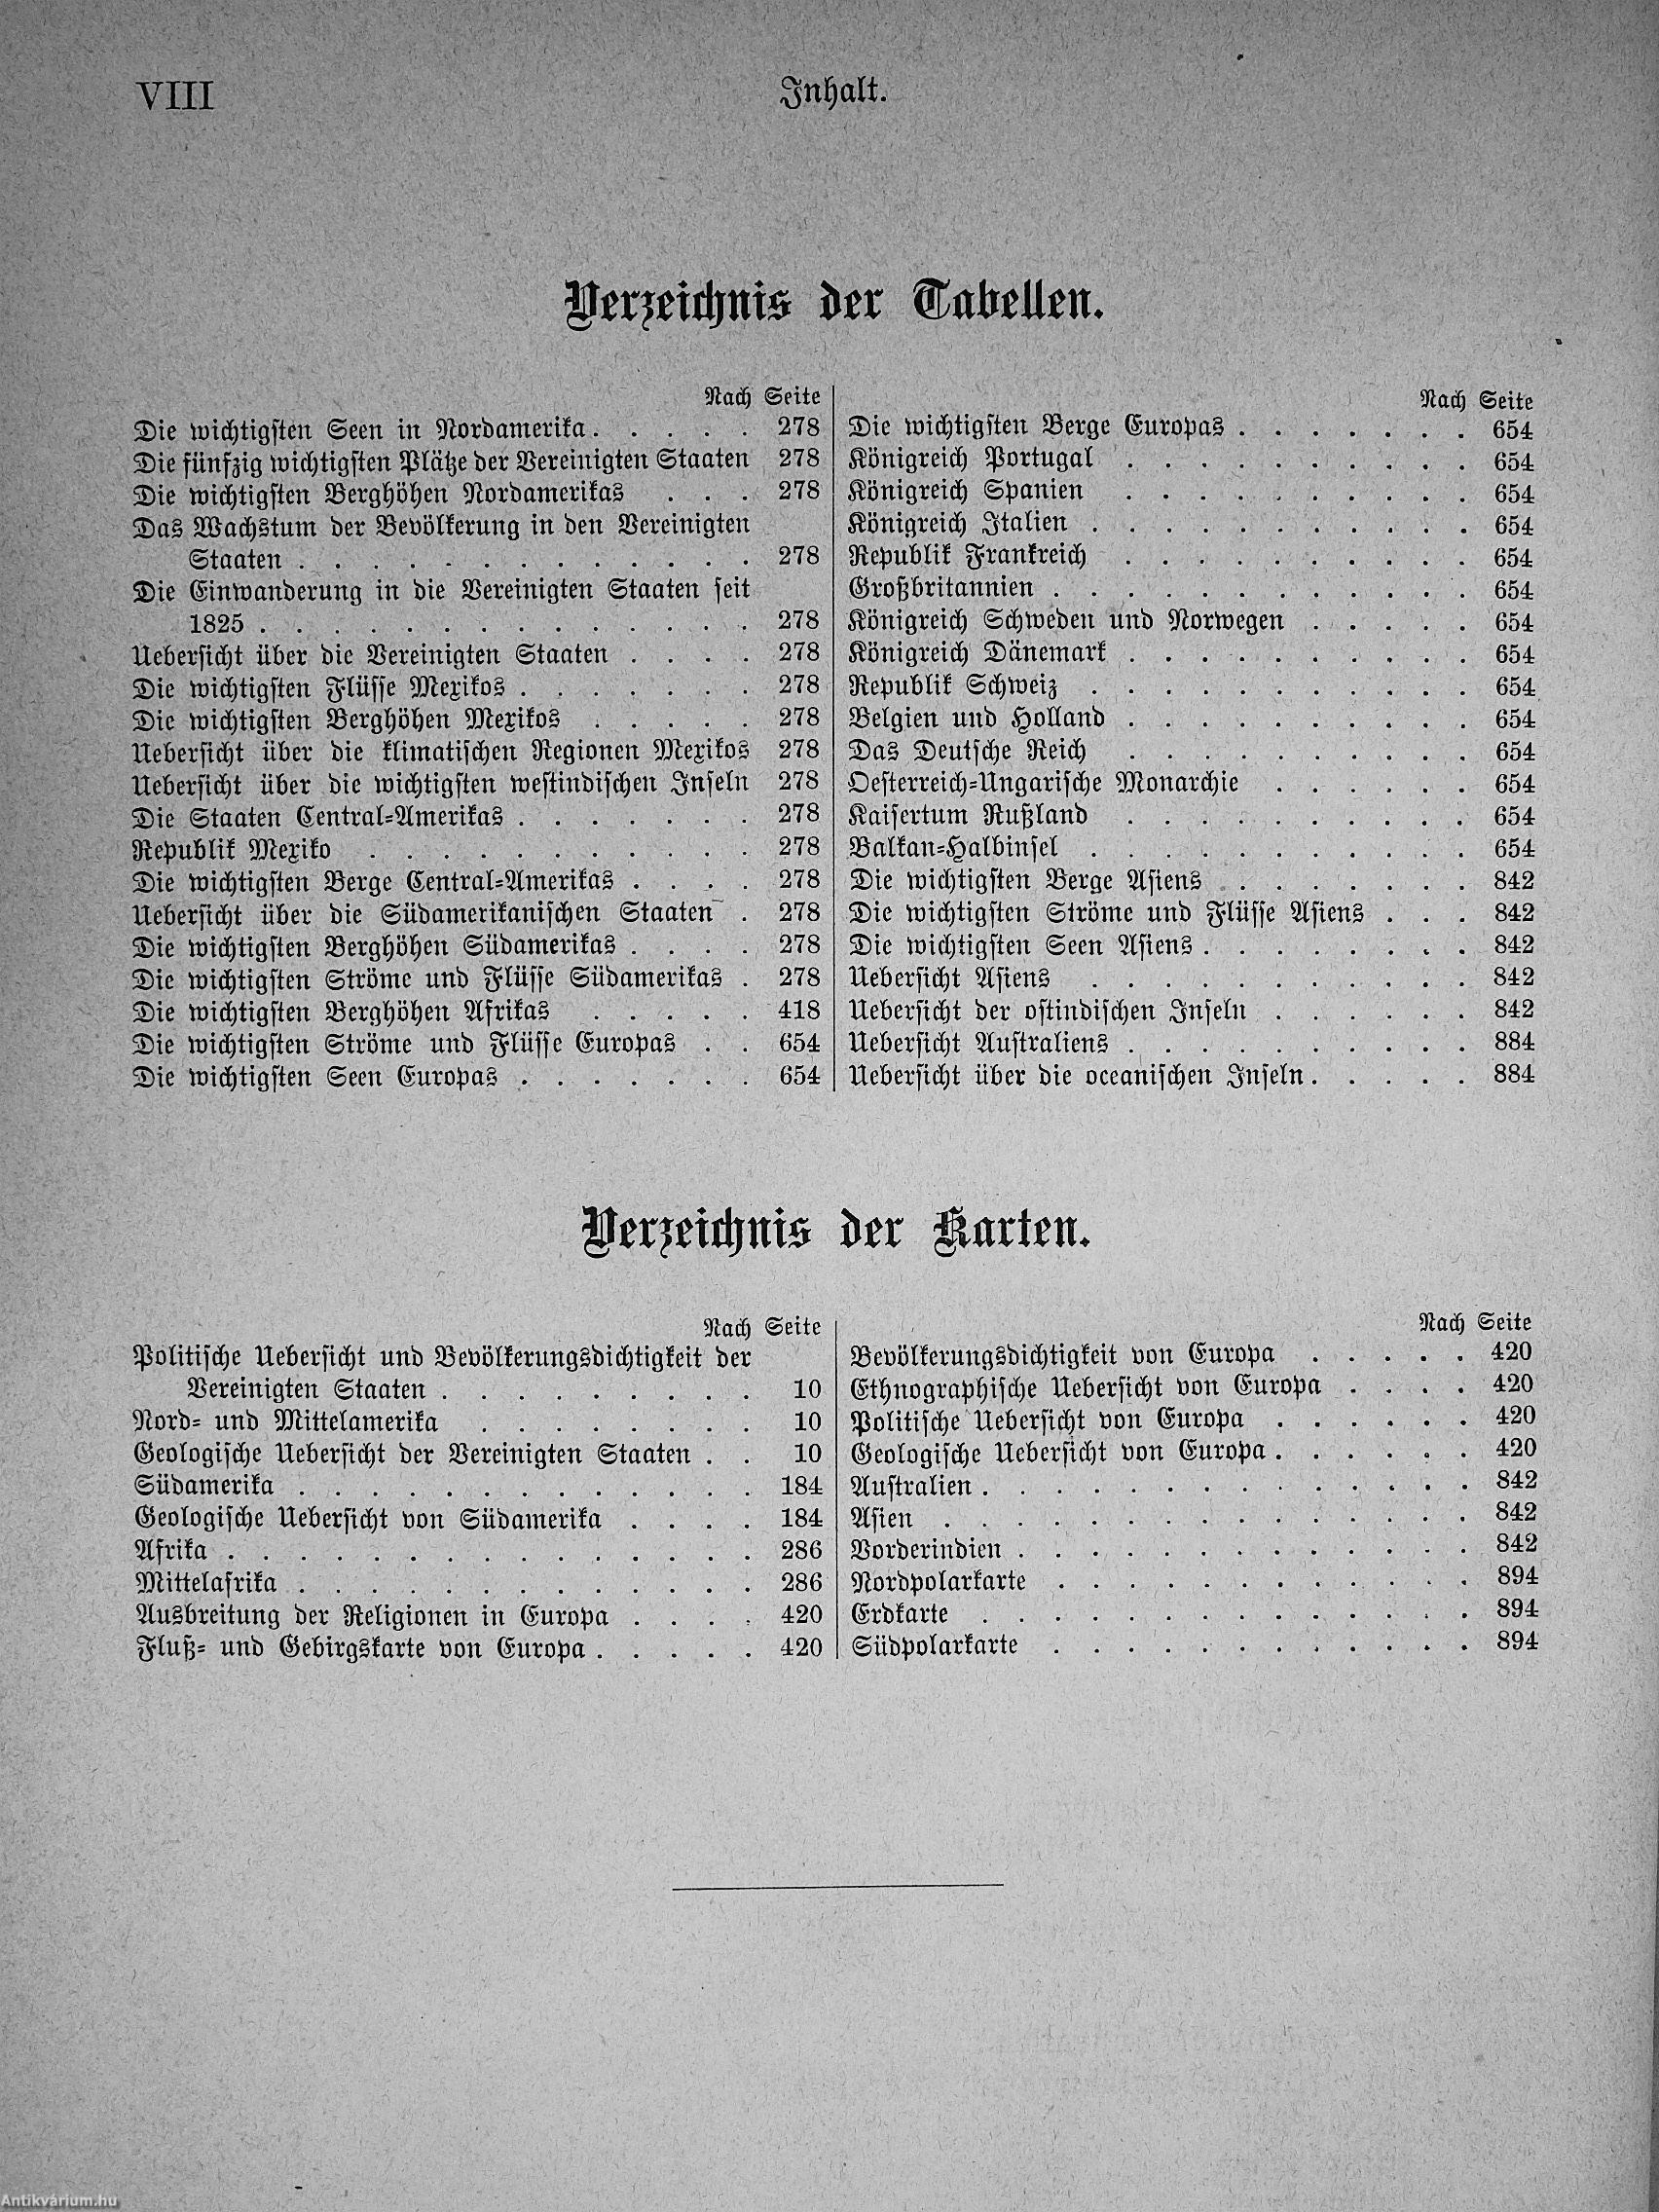 VIII
Inhalt.
Verzeichnis der Tabellen.
Nach Seite
Die wichtigsten Seen in Nordamerika. . . . . 278
Die fünfzig wichtigsten Plätze der Vereinigten Staaten 278
Die wichtigsten Berghöhen Nordamerikas . . . 278
Das Wachstum der Bevölkerung in den Vereinigten
Staaten . . . . . . . . . . . . . 278
Die Einwanderung in die Vereinigten Staaten seit
1825 . . . . . . . . . . . . . . 278
Uebersicht über die Vereinigten Staaten . . . . 278
Die wichtigsten Flüsse Mexikos . . . . . . . 278
Die wichtigsten Berghöhen Mexikos . . . . . 278
Uebersicht über die klimatischen Regionen Mexikos 278
Uebersicht über die wichtigsten westindischen Inseln 278
Die Staaten Central-Amerikas . . . . . . . 278
Republik Mexiko . . . . . . . . . . . 278
Die wichtigsten Berge Central-Amerikas . . . . 278
Uebersicht über die Südamerikanischen Staaten . 278
Die wichtigsten Berghöhen Südamerikas . . . . 278
Die wichtigsten Ströme und Flüsse Südamerikas . 278
Die wichtigsten Berghöhen Afrikas . . . . . 418
Die wichtigsten Ströme und Flüsse Europas . . 654
Die wichtigsten Seen Europas . . . . . . . 654
Nach Seite
Die wichtigsten Berge Europas . . . . . . . 654
Königreich Portugal . . . . . . . . . . 654
Königreich Spanien . . . . . . . . . . 654
Königreich Italien . . . . . . . . . . . 654
Republik Frankreich . . . . . . . . . . 654
Großbritannien . . . . . . . . . . . . 654
Königreich Schweden und Norwegen . . . . . 654
Königreich Dänemark . . . . . . . . . . 654
Republik Schweiz . . . . . . . . . . . 654
Belgien und Holland . . . . . . . . . . 654
Das Deutsche Reich . . . . . . . . . . 654
Oesterreich-Ungarische Monarchie . . . . . . 654
Kaisertum Rußland . . . . . . . . . . 654
Balkan-Halbinsel . . . . . . . . . . . 654
Die wichtigsten Berge Asiens . . . . . . . 842
Die wichtigsten Ströme und Flüsse Asiens . . . 842
Die wichtigsten Seen Asiens . . . . . . . . 842
Uebersicht Asiens . . . . . . . . . . . 842
Uebersicht der ostindischen Inseln . . . . . . 842
Uebersicht Australiens . . . . . . . . . . 884
Uebersicht über die oceanischen Inseln . . . . . 884
Verzeichnis der Karten.
Nach Seite
Politische Uebersicht und Bevölkerungsdichtigkeit der
Vereinigten Staaten . . . . . . . . . 10
Nord- und Mittelamerika . . . . . . . . 10
Geologische Uebersicht der Vereinigten Staaten . . 10
Südamerika . . . . . . . . . . . . . 184
Geologische Uebersicht von Südamerika . . . . 184
Afrika . . . . . . . . . . . . . . . 286
Mittelafrika . . . . . . . . . . . . . 286
Ausbreitung der Religionen in Europa . . . . 420
Fluß- und Gebirgskarte von Europa . . . . . 420
Nach Seite
Bevölkerungsdichtigkeit von Europa . . . . . 420
Ethnographische Uebersicht von Europa . . . . 420
Politische Uebersicht von Europa . . . . . . 420
Geologische Uebersicht von Europa . . . . . . 420
Australien . . . . . . . . . . . . . . 842
Asien . . . . . . . . . . . . . . . 842
Vorderindien . . . . . . . . . . . . . 842
Nordpolarkarte . . . . . . . . . . . . 894
Erdkarte . . . . . . . . . . . . . . 894
Südpolarkarte . . . . . . . . . . . . 894
Antikvárium.hu